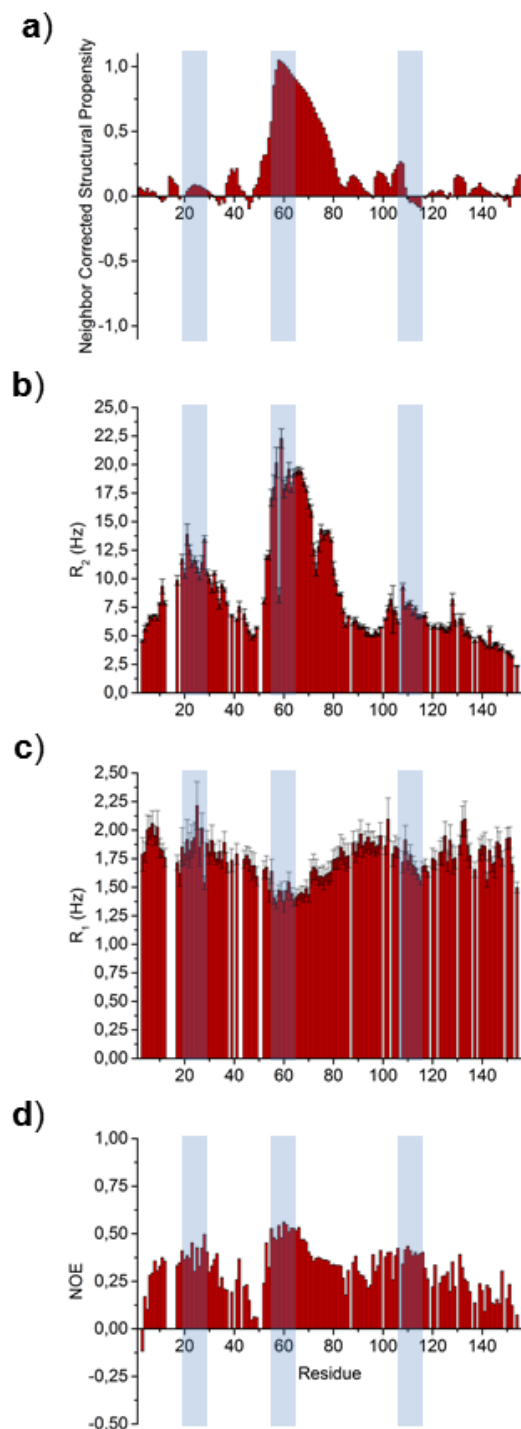 a)
Neighbor Corrected Structural Propensity
1,0
0,5
0,0
-0,5
-1,0
20 40 60 80 100 120 140
b)
R2 (Hz)
25,0
22,5
20,0
17,5
15,0
12,5
10,0
7,5
5,0
2,5
0,0
20 40 60 80 100 120 140
c)
R1 (Hz)
2,50
2,25
2,00
1,75
1,50
1,25
1,00
0,75
0,50
0,25
0,00
20 40 60 80 100 120 140
d)
NOE
1,00
0,75
0,50
0,25
0,00
-0,25
-0,50
20 40 60 80 100 120 140
Residue